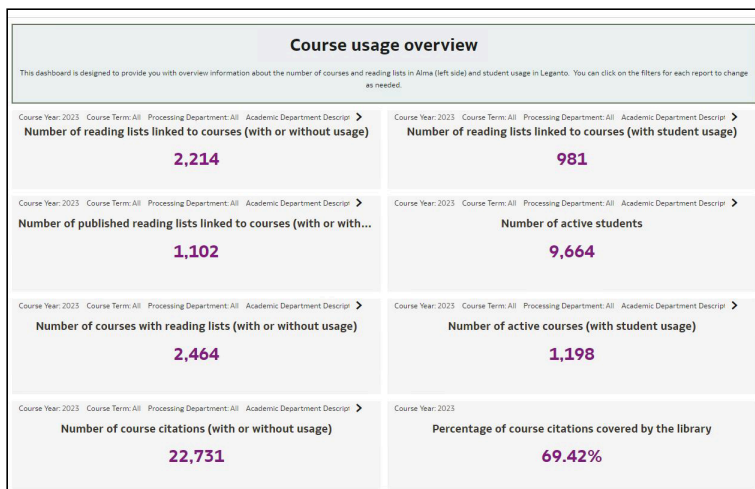 Course usage overview
This dashboard is designed to provide you with overview information about the number of courses and reading lists in Alma (left side) and student usage in Leganto. You can click on the filters for each report to change
as needed.
Course Year: 2023 Course Term: All Processing Department: All Academic Department Descript
Number of reading lists linked to courses (with or without usage)
2,214
Course Year: 2023 Course Term: All Processing Department: All Academic Department Descript
Number of reading lists linked to courses (with student usage)
981
Course Year: 2023 Course Term: All Processing Department: All Academic Department Descript
Number of published reading lists linked to courses (with or with...
1,102
Course Year: 2023 Course Term: All Processing Department: All Academic Department Descript
Number of active students
9,664
Course Year: 2023 Course Term: All Processing Department: All Academic Department Descript
Number of courses with reading lists (with or without usage)
2,464
Course Year: 2023 Course Term: All Processing Department: All Academic Department Descript
Number of active courses (with student usage)
1,198
Course Year: 2023 Course Term: All Processing Department: All Academic Department Descript
Number of course citations (with or without usage)
22,731
Course Year: 2023
Percentage of course citations covered by the library
69.42%